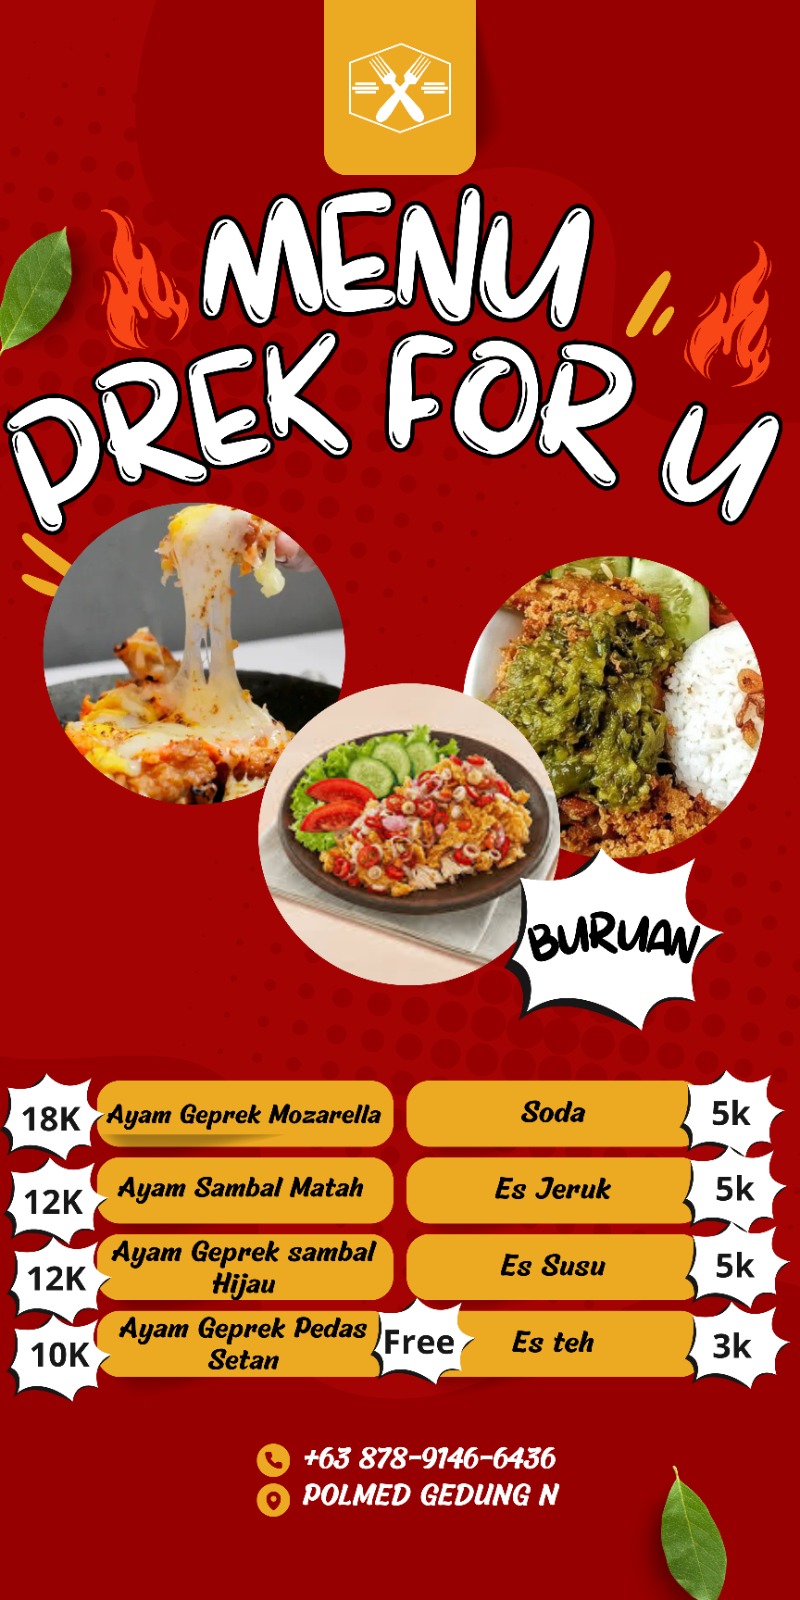 MENU
PREK FOR U
BURUAN
18K Ayam Geprek Mozarella
Soda 5k
12K Ayam Sambal Matah
Es Jeruk 5k
12K Ayam Geprek sambal
Hijau
Es Susu 5k
10K Ayam Geprek Pedas
Setan
Free
Es teh 3k
+63 878-9146-6436
POLMED GEDUNG N